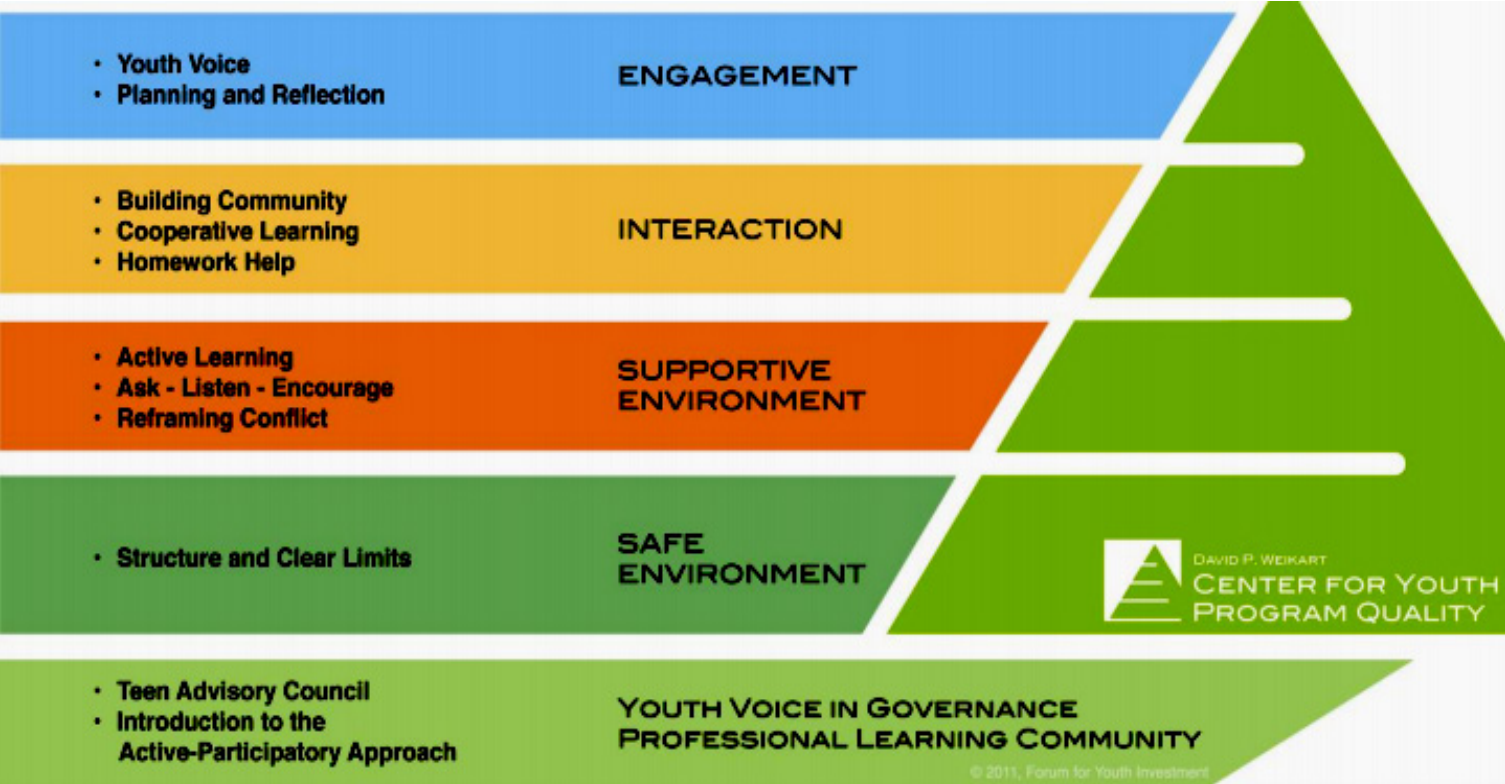 • Youth Voice
• Planning and Reflection
ENGAGEMENT
• Building Community
• Cooperative Learning
• Homework Help
INTERACTION
• Active Learning
• Ask - Listen - Encourage
• Reframing Conflict
SUPPORTIVE
ENVIRONMENT
• Structure and Clear Limits
SAFE
ENVIRONMENT
DAVID P. WEIKART
CENTER FOR YOUTH
PROGRAM QUALITY
• Teen Advisory Council
• Introduction to the
Active-Participatory Approach
YOUTH VOICE IN GOVERNANCE
PROFESSIONAL LEARNING COMMUNITY
© 2011, Forum for Youth Investment